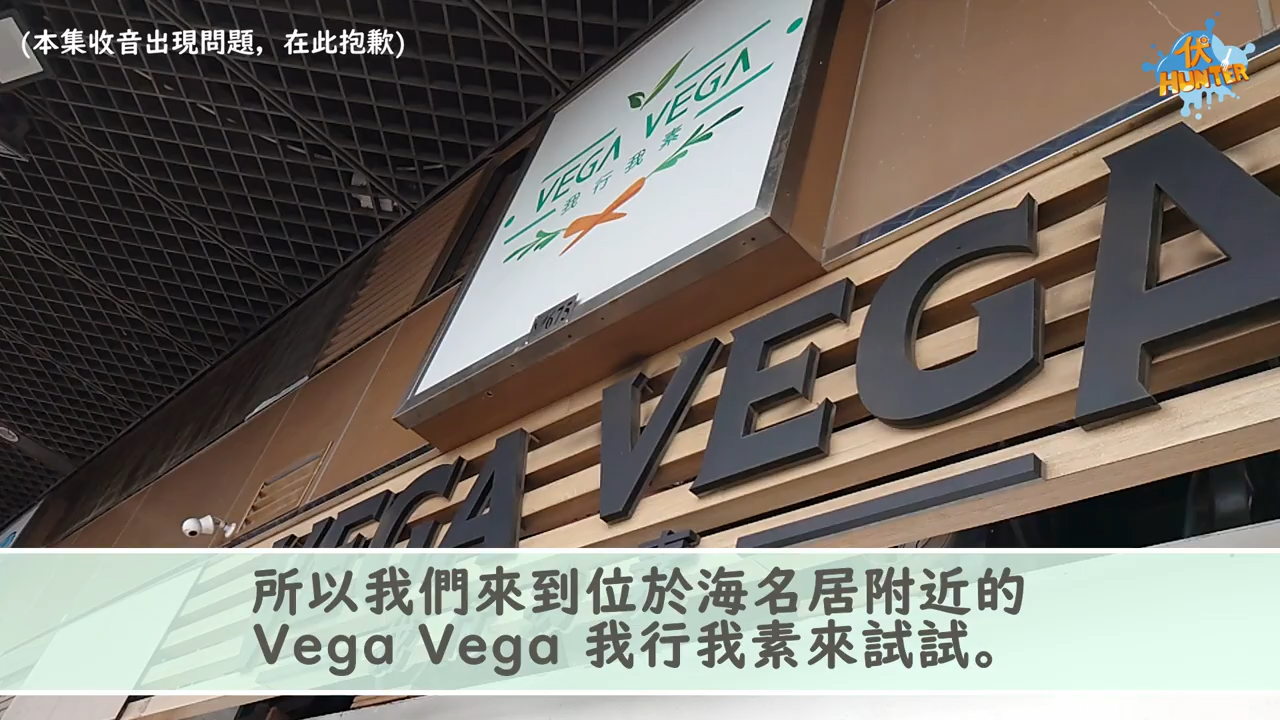 (本集收音出現問題，在此抱歉)
伏
HUNTER
VEGA VEGA
我行我素
VEGA VEGA
所以我們來到位於海名居附近的
Vega Vega 我行我素來試試。